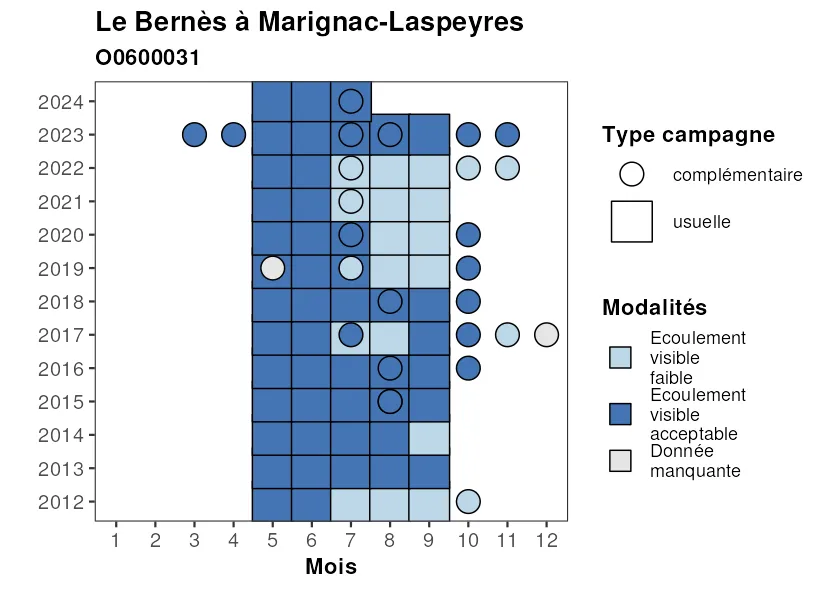 Le Bernès à Marignac-Laspeyres
O0600031
2024
2023
2022
2021
2020
2019
2018
2017
2016
2015
2014
2013
2012
1 2 3 4 5 6 7 8 9 10 11 12
Mois
Type campagne
complémentaire
usuelle
Modalités
Ecoulement
visible
faible
Ecoulement
visible
acceptable
Donnée
manquante